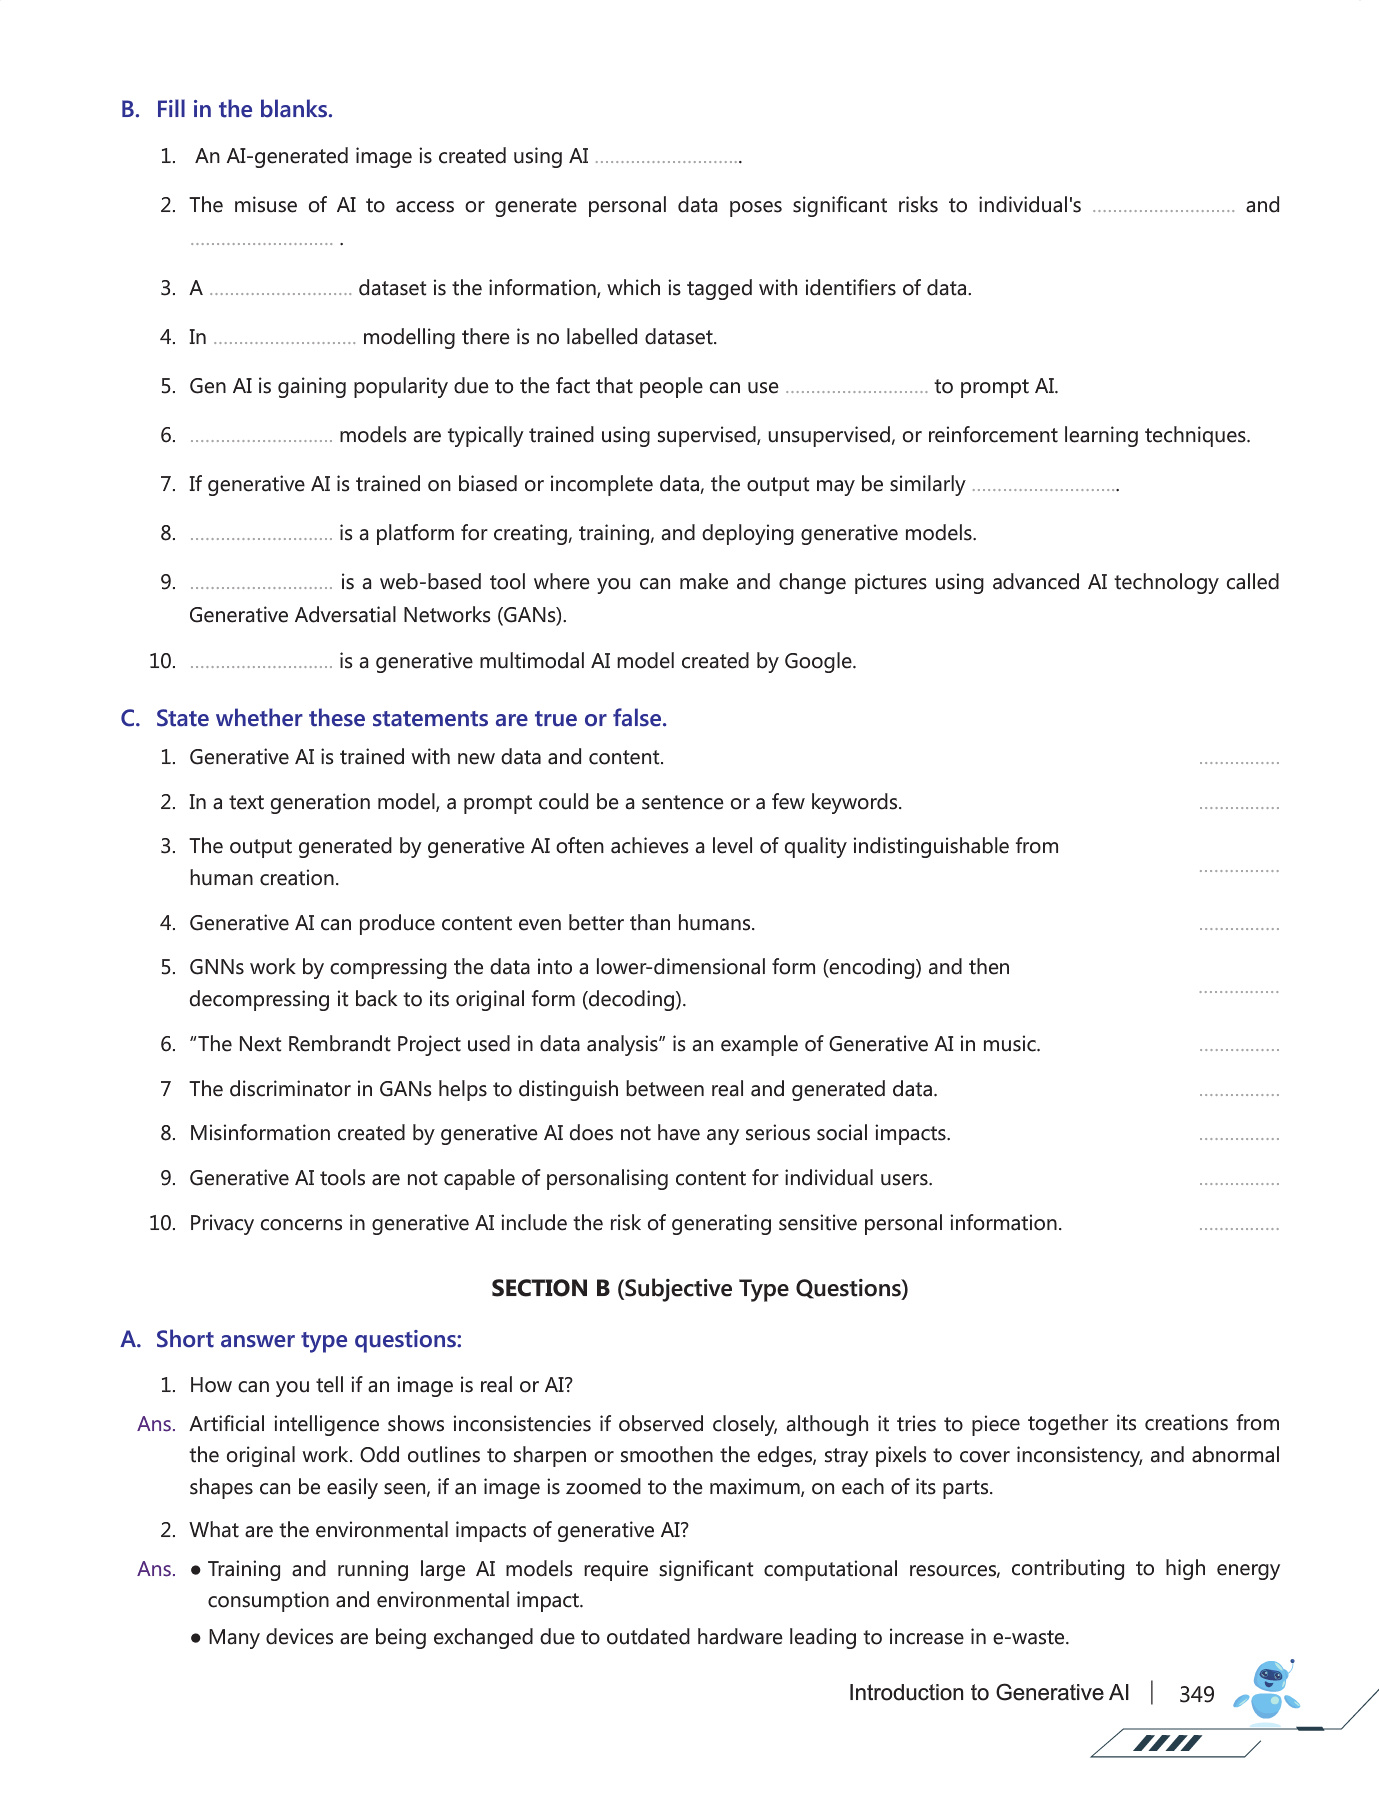 B. Fill in the blanks.
1. An AI-generated image is created using AI ............................
2. The misuse of AI to access or generate personal data poses significant risks to individual's ............................ and
............................ .
3. A ............................ dataset is the information, which is tagged with identifiers of data.
4. In ............................ modelling there is no labelled dataset.
5. Gen AI is gaining popularity due to the fact that people can use ............................ to prompt AI.
6. ............................ models are typically trained using supervised, unsupervised, or reinforcement learning techniques.
7. If generative AI is trained on biased or incomplete data, the output may be similarly ............................
8. ............................ is a platform for creating, training, and deploying generative models.
9. ............................ is a web-based tool where you can make and change pictures using advanced AI technology called
Generative Adversatial Networks (GANs).
10. ............................ is a generative multimodal AI model created by Google.
C. State whether these statements are true or false.
1. Generative AI is trained with new data and content. ................
2. In a text generation model, a prompt could be a sentence or a few keywords. ................
3. The output generated by generative AI often achieves a level of quality indistinguishable from
human creation. ................
4. Generative AI can produce content even better than humans. ................
5. GNNs work by compressing the data into a lower-dimensional form (encoding) and then
decompressing it back to its original form (decoding). ................
6. “The Next Rembrandt Project used in data analysis” is an example of Generative AI in music. ................
7 The discriminator in GANs helps to distinguish between real and generated data. ................
8. Misinformation created by generative AI does not have any serious social impacts. ................
9. Generative AI tools are not capable of personalising content for individual users. ................
10. Privacy concerns in generative AI include the risk of generating sensitive personal information. ................
SECTION B (Subjective Type Questions)
A. Short answer type questions:
1. How can you tell if an image is real or AI?
Ans. Artificial intelligence shows inconsistencies if observed closely, although it tries to piece together its creations from
the original work. Odd outlines to sharpen or smoothen the edges, stray pixels to cover inconsistency, and abnormal
shapes can be easily seen, if an image is zoomed to the maximum, on each of its parts.
2. What are the environmental impacts of generative AI?
Ans. ● Training and running large AI models require significant computational resources, contributing to high energy
consumption and environmental impact.
● Many devices are being exchanged due to outdated hardware leading to increase in e-waste.
Introduction to Generative AI | 349